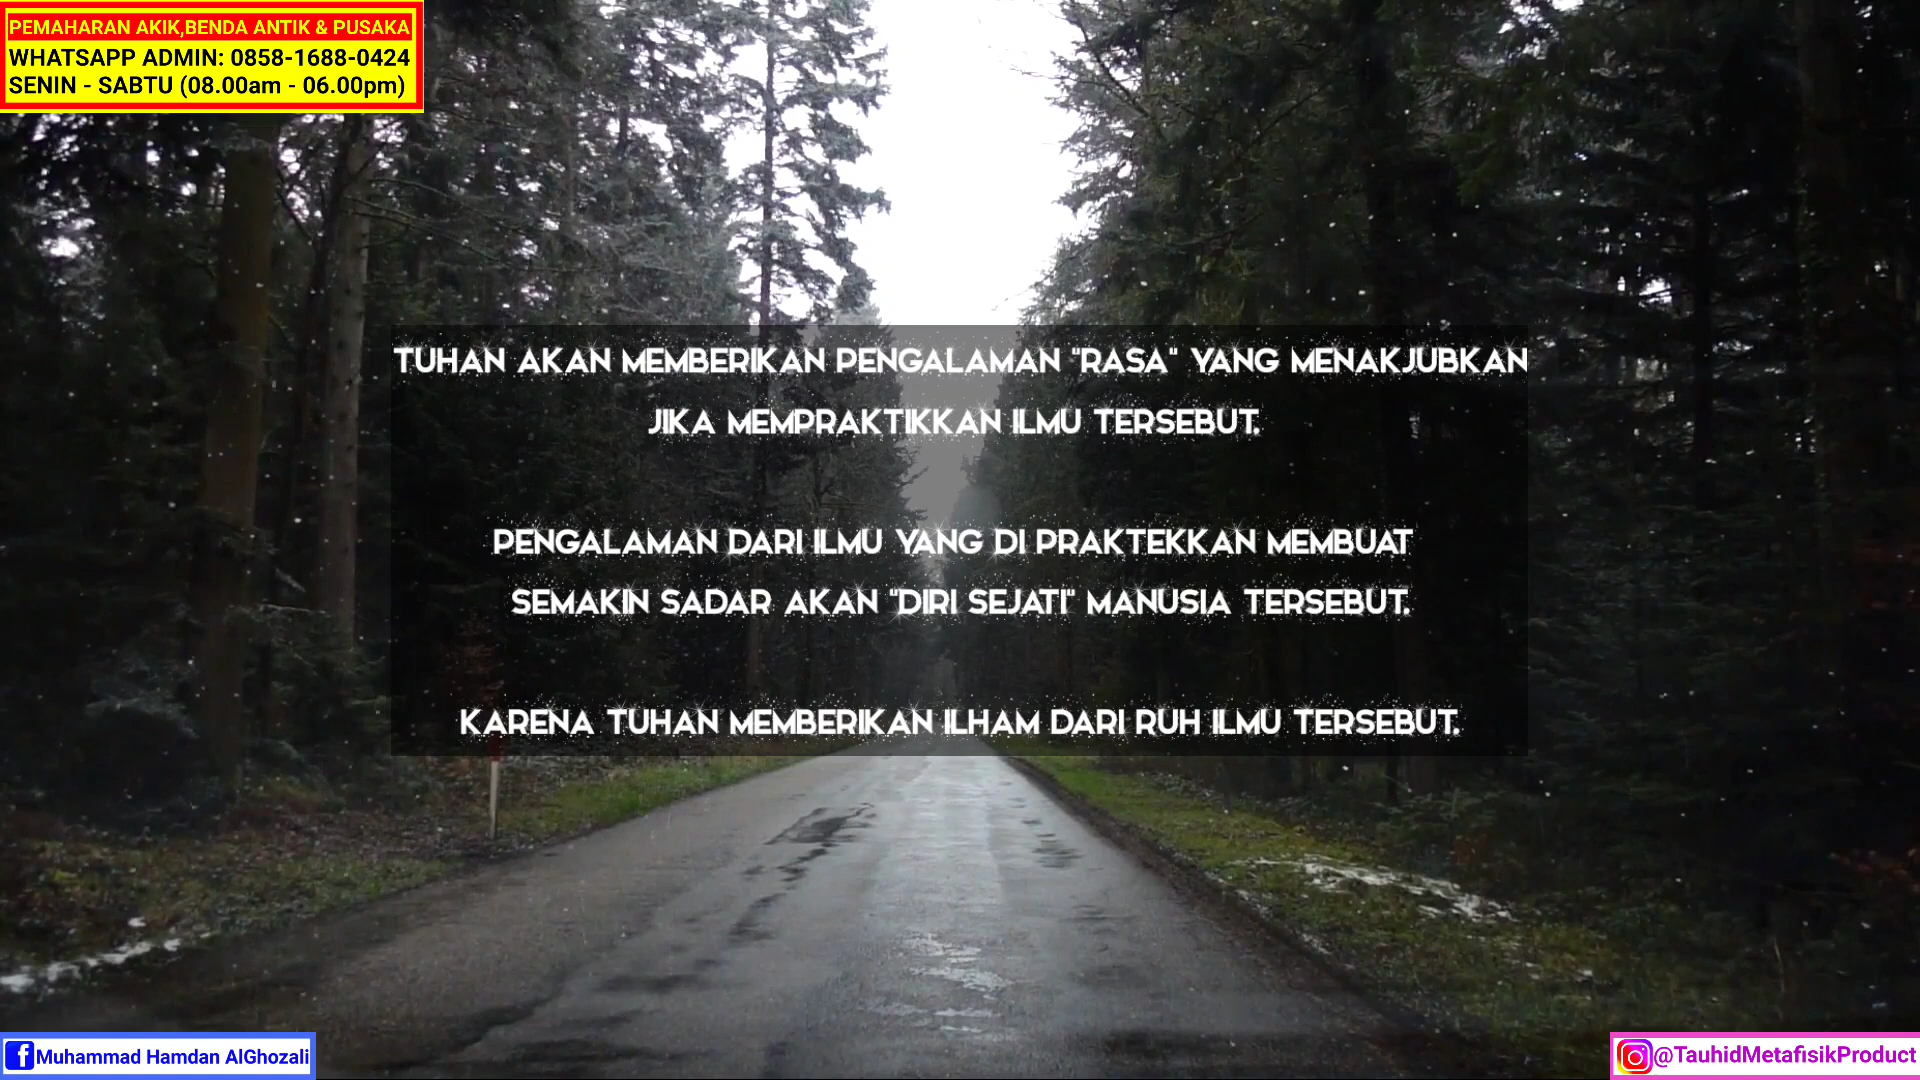 PEMAHARAN AKIK,BENDA ANTIK & PUSAKA
WHATSAPP ADMIN: 0858-1688-0424
SENIN - SABTU (08.00am - 06.00pm)
TUHAN AKAN MEMBERIKAN PENGALAMAN "RASA" YANG MENAKJUBKAN
JIKA MEMPRAKTIKKAN ILMU TERSEBUT.
PENGALAMAN DARI ILMU YANG DI PRAKTEKKAN MEMBUAT
SEMAKIN SADAR AKAN "DIRI SEJATI" MANUSIA TERSEBUT.
KARENA TUHAN MEMBERIKAN ILHAM DARI RUH ILMU TERSEBUT.
Muhammad Hamdan AlGhozali
@TauhidMetafisikProduct